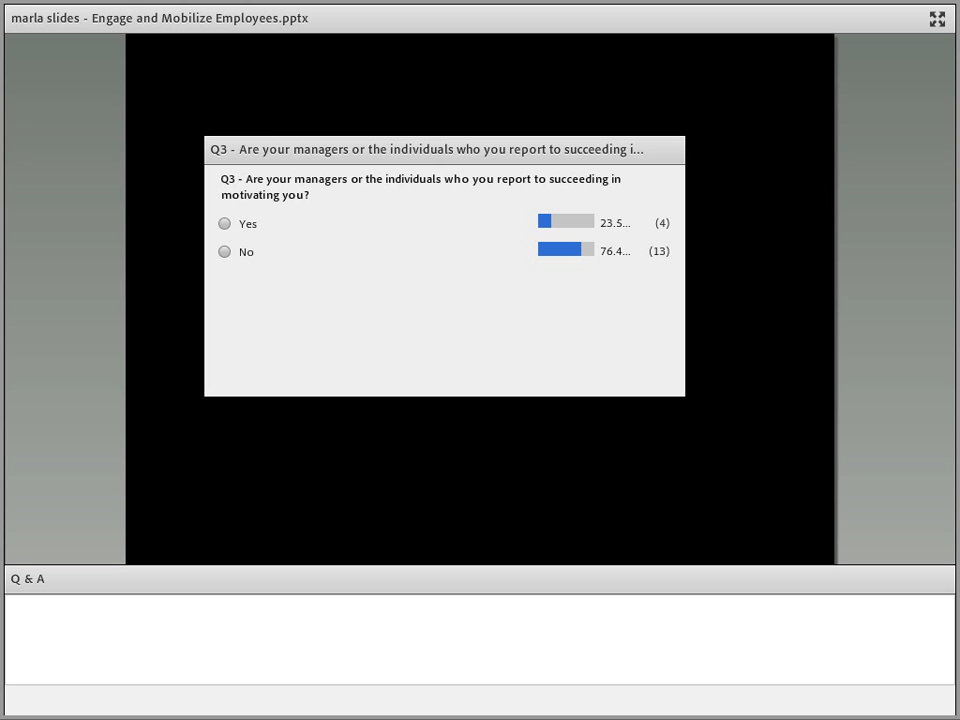 marla slides - Engage and Mobilize Employees.pptx
Q3 - Are your managers or the individuals who you report to succeeding i...
Q3 - Are your managers or the individuals who you report to succeeding in
motivating you?
Yes 23.5... (4)
No 76.4... (13)
Q & A